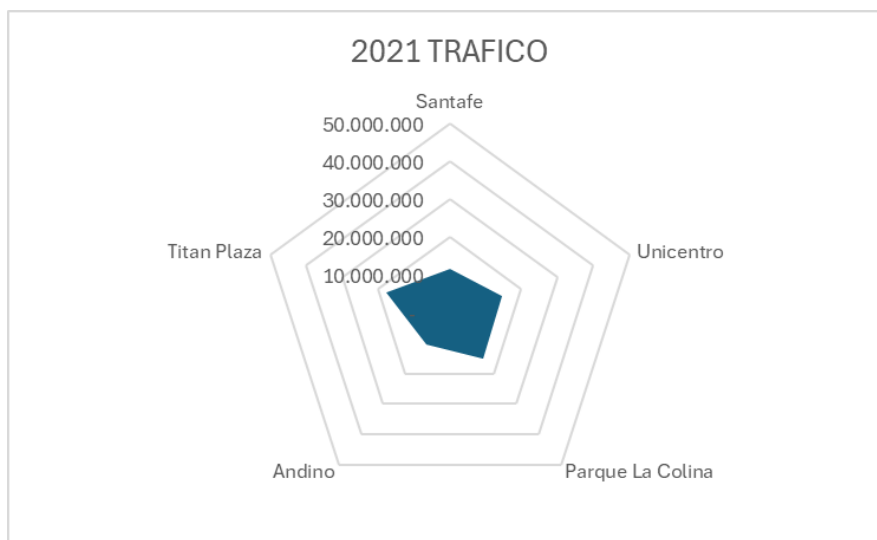 2021 TRAFICO
Santafe
50.000.000
40.000.000
30.000.000
20.000.000
10.000.000
Titan Plaza
Unicentro
Andino
Parque La Colina